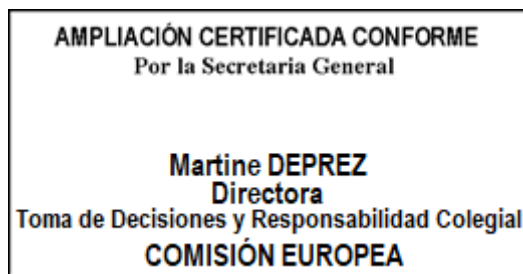 AMPLIACIÓN CERTIFICADA CONFORME
Por la Secretaria General
Martine DEPREZ
Directora
Toma de Decisiones y Responsabilidad Colegial
COMISIÓN EUROPEA